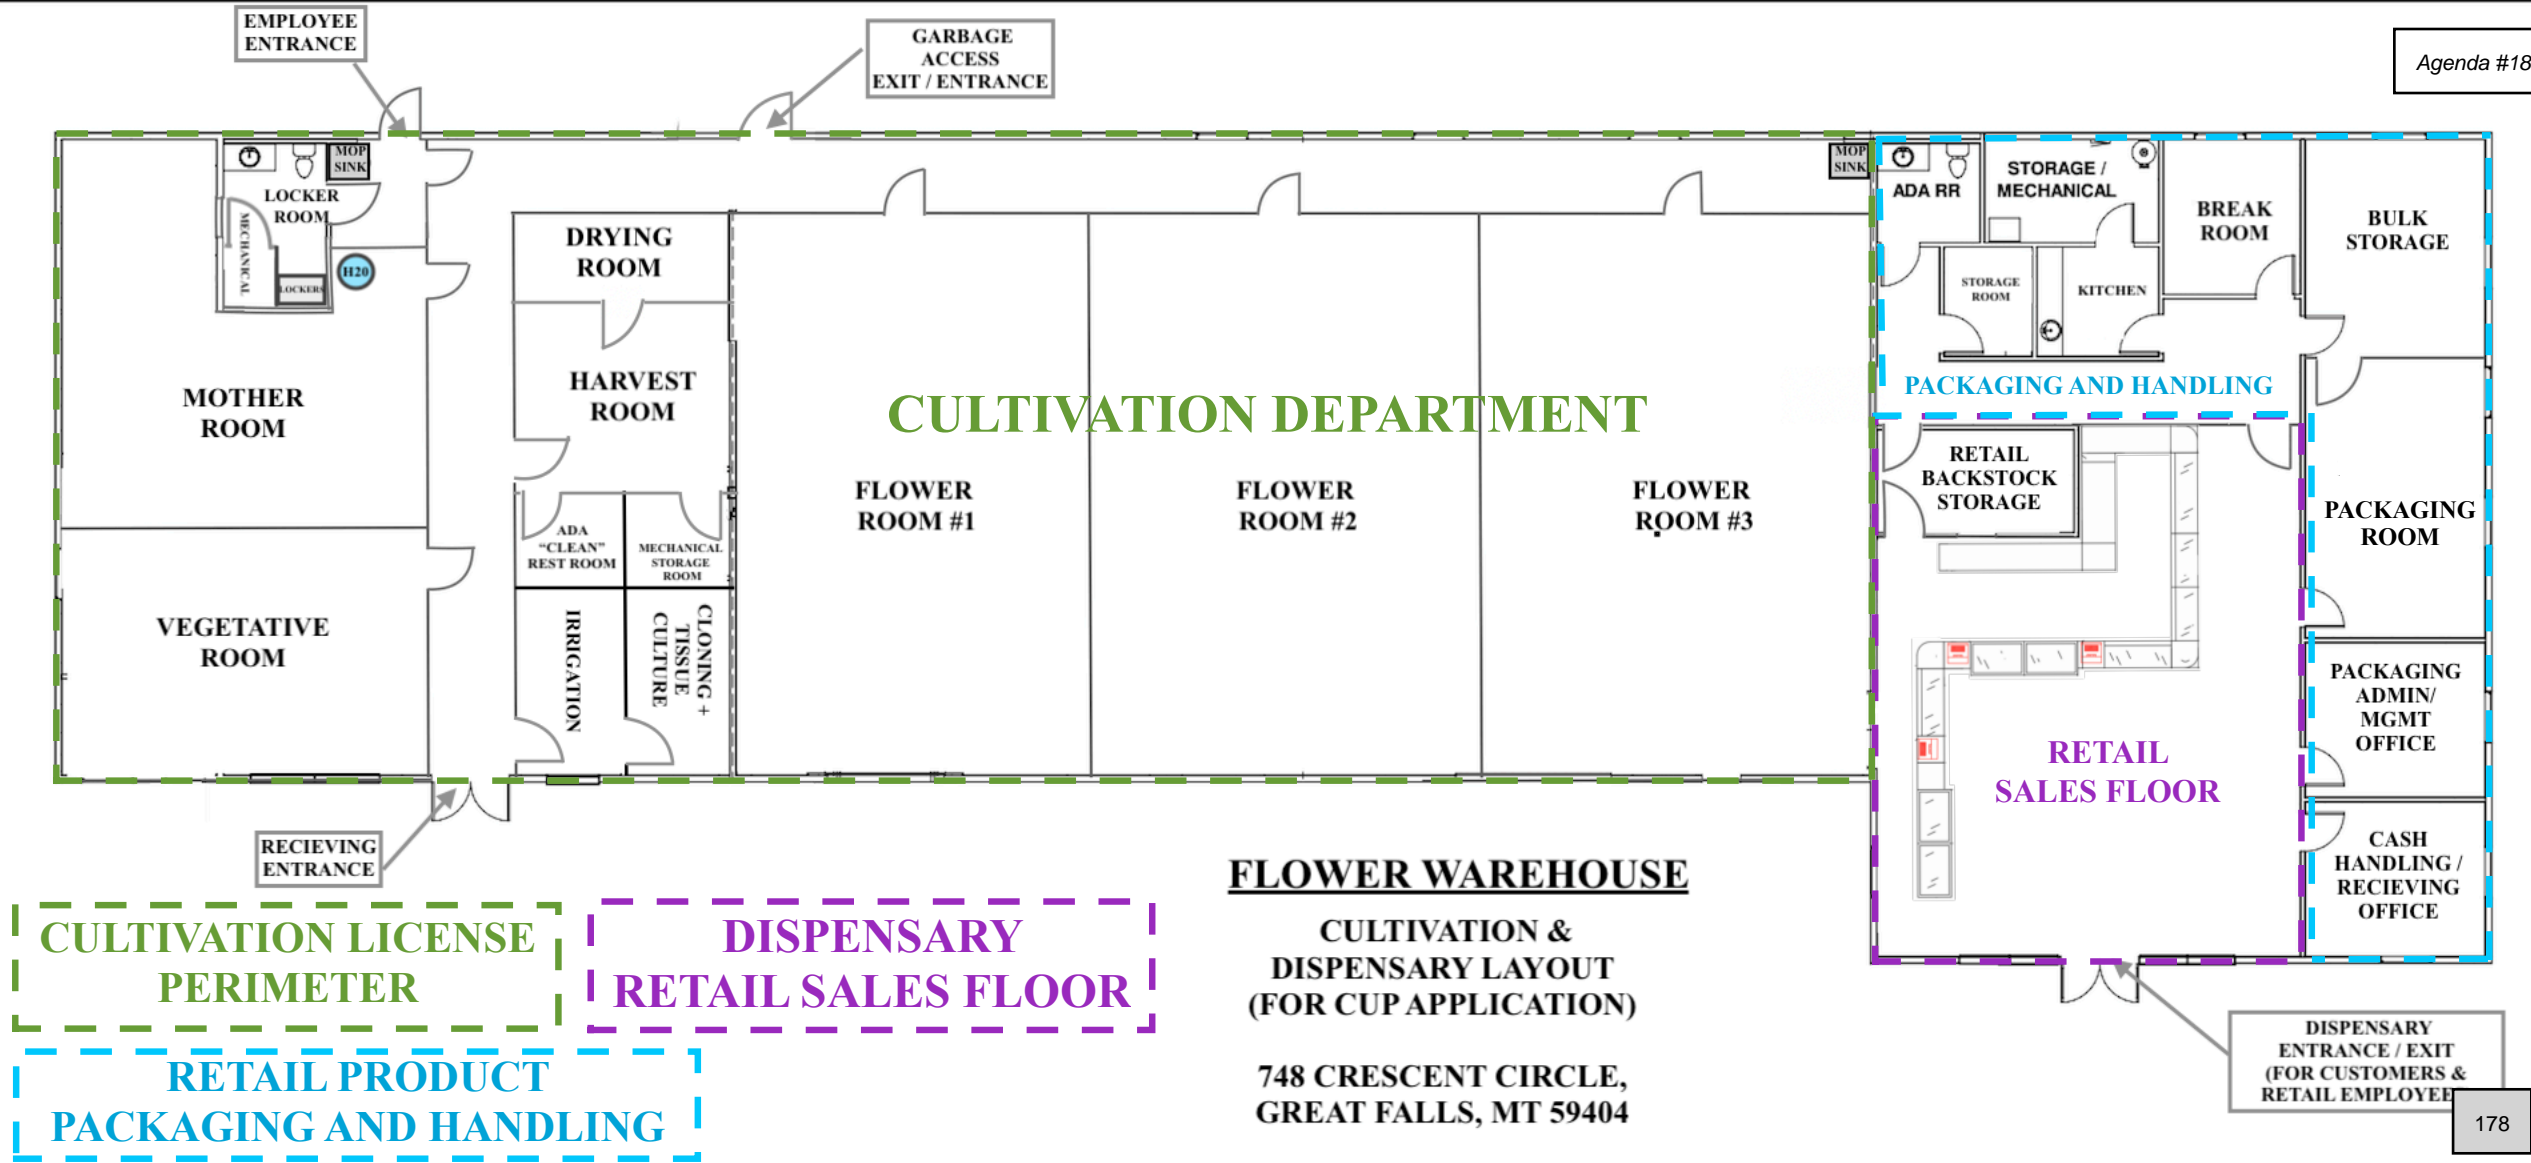 EMPLOYEE
ENTRANCE
GARBAGE
ACCESS
EXIT / ENTRANCE
Agenda #18
MOP
SINK
LOCKER
ROOM
MECHANICAL
LOCKERS
H20
MOTHER
ROOM
VEGETATIVE
ROOM
DRYING
ROOM
HARVEST
ROOM
ADA
“CLEAN”
REST ROOM
MECHANICAL
STORAGE
ROOM
IRRIGATION
CLONING +
TISSUE
CULTURE
CULTIVATION DEPARTMENT
FLOWER
ROOM #1
FLOWER
ROOM #2
FLOWER
ROOM #3
MOP
SINK
ADA RR
STORAGE /
MECHANICAL
BREAK
ROOM
BULK
STORAGE
STORAGE
ROOM
KITCHEN
PACKAGING AND HANDLING
RETAIL
BACKSTOCK
STORAGE
PACKAGING
ROOM
PACKAGING
ADMIN/
MGMT
OFFICE
RETAIL
SALES FLOOR
CASH
HANDLING /
RECIEVING
OFFICE
RECIEVING
ENTRANCE
CULTIVATION LICENSE
PERIMETER
DISPENSARY
RETAIL SALES FLOOR
RETAIL PRODUCT
PACKAGING AND HANDLING
FLOWER WAREHOUSE
CULTIVATION &
DISPENSARY LAYOUT
(FOR CUP APPLICATION)
748 CRESCENT CIRCLE,
GREAT FALLS, MT 59404
DISPENSARY
ENTRANCE / EXIT
(FOR CUSTOMERS &
RETAIL EMPLOYEE
178